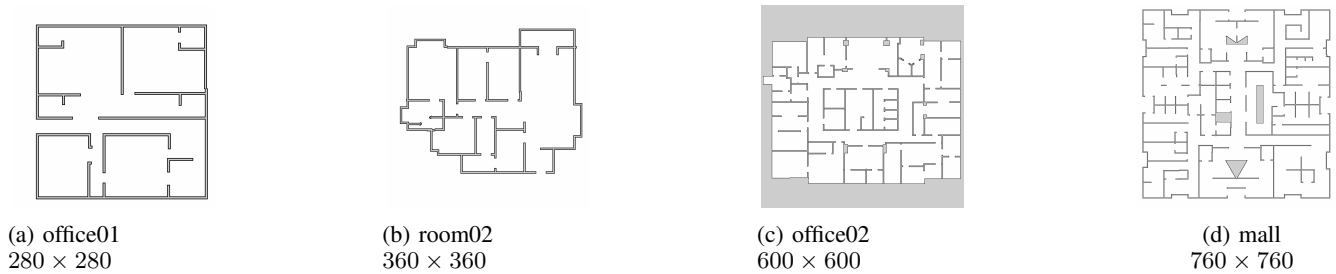 (a) office01
280 × 280
(b) room02
360 × 360
(c) office02
600 × 600
(d) mall
760 × 760